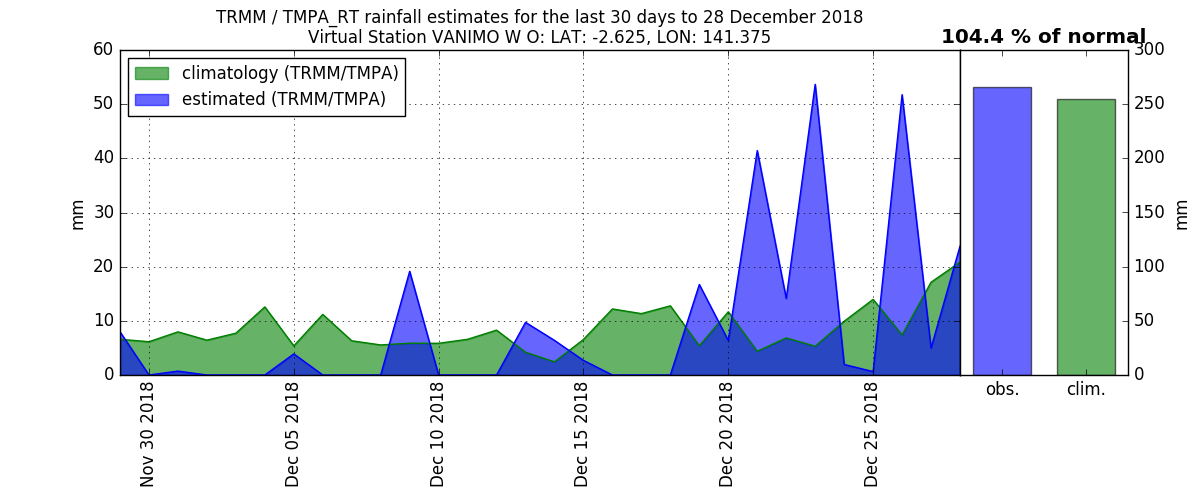 TRMM / TMPA_RT rainfall estimates for the last 30 days to 28 December 2018
Virtual Station VANIMO W O: LAT: -2.625, LON: 141.375
104.4 % of normal
climatology (TRMM/TMPA)
estimated (TRMM/TMPA)
60
50
40
30
20
10
0
mm
Nov 30 2018
Dec 05 2018
Dec 10 2018
Dec 15 2018
Dec 20 2018
Dec 25 2018
obs.
clim.
300
250
200
150
100
50
0
mm